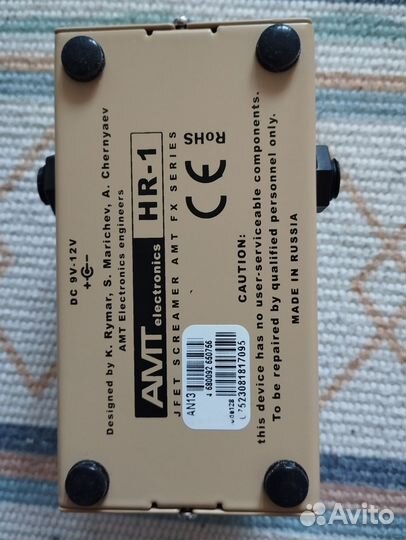 Designed by K. Rymar, S. Marichev, A. Chernyaev
AMT Electronics engineers
DC 9V-12V
+ -
AMT electronics HR-1
JFET SCREAMER AMT FX SERIES
CE RoHS
AN13
4 680092 650756
7523081817095
CAUTION:
this device has no user-serviceable components.
To be repaired by qualified personnel only.
MADE IN RUSSIA
Avito